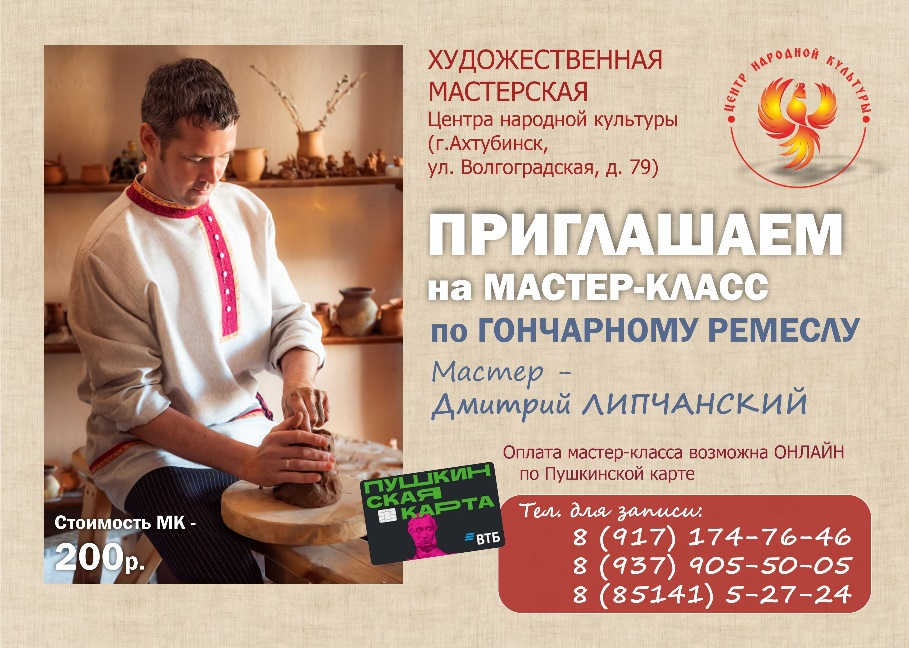 ХУДОЖЕСТВЕННАЯ
МАСТЕРСКАЯ
Центра народной культуры
(г.Ахтубинск,
ул. Волгоградская, д. 79)
ЦЕНТР НАРОДНОЙ КУЛЬТУРЫ
ПРИГЛАШАЕМ
на МАСТЕР-КЛАСС
по ГОНЧАРНОМУ РЕМЕСЛУ
Мастер -
Дмитрий ЛИПЧАНСКИЙ
Оплата мастер-класса возможна ОНЛАЙН
по Пушкинской карте
ПУШКИН
СКАЯ
КАРТА
ВТБ
Стоимость МК -
200р.
Тел. для записи:
8 (917) 174-76-46
8 (937) 905-50-05
8 (85141) 5-27-24